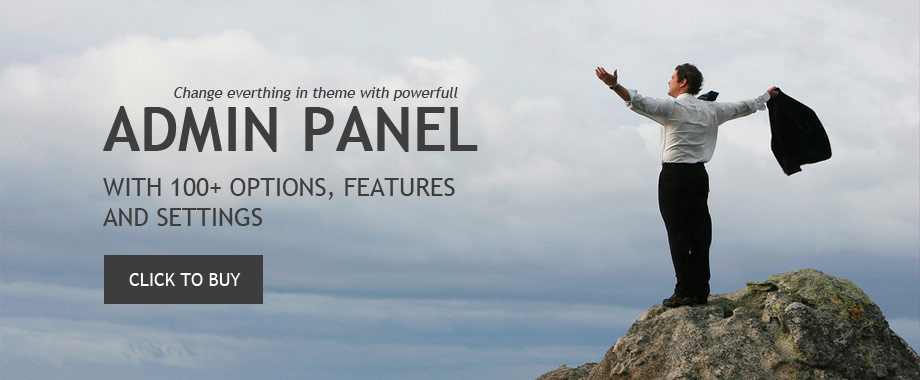 Change everthing in theme with powerfull
ADMIN PANEL
WITH 100+ OPTIONS, FEATURES
AND SETTINGS
CLICK TO BUY